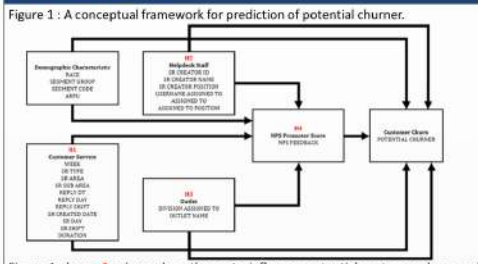 Figure 1 : A conceptual framework for prediction of potential churner.
Demographic Characteristic
RACE
SEGMENT GROUP
SEGMENT CODE
ARPU
H2
Helpdesk Staff
SR CREATOR ID
SR CREATOR NAME
SR CREATOR POSITION
USERNAME ASSIGNED TO
ASSIGNED TO
ASSIGNED TO POSITION
H4
NPS Promoter Score
NPS FEEDBACK
Customer Churn
POTENTIAL CHURNER
H1
Customer Service
WEEK
SR TYPE
SR AREA
SR SUB AREA
REPLY DT
REPLY DAY
REPLY SHIFT
SR CREATED DATE
SR DAY
SR SHIFT
DURATION
H3
Outlet
DIVISION ASSIGNED TO
OUTLET NAME